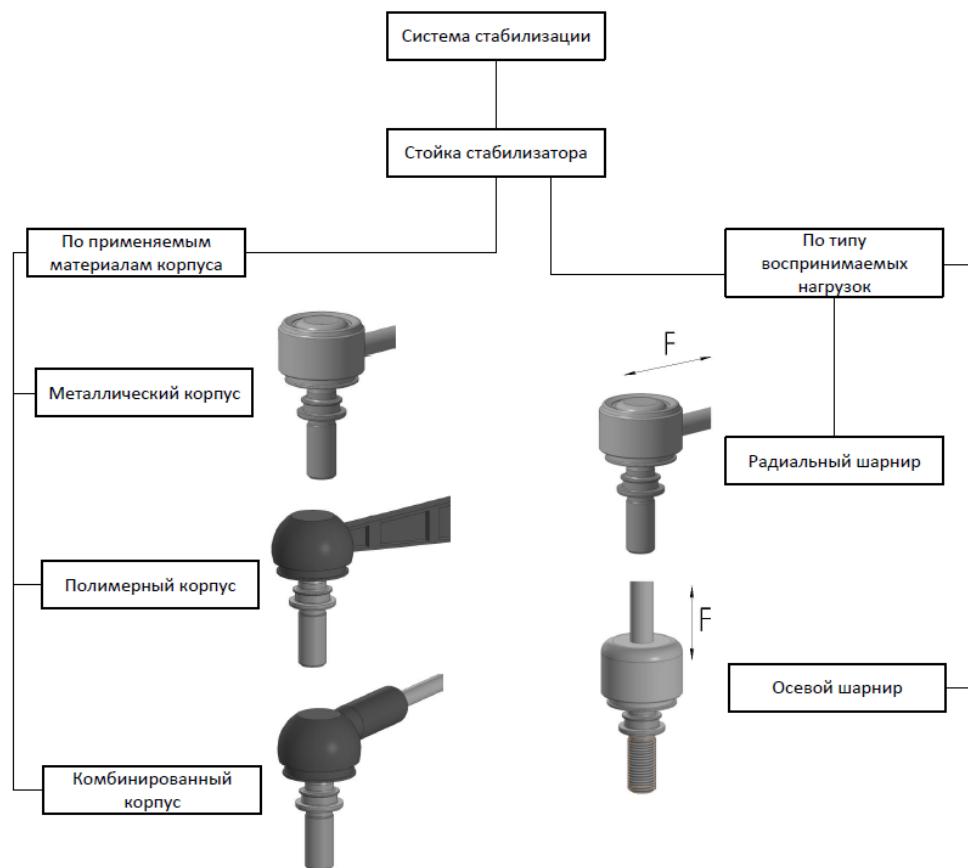 Система стабилизации
Стойка стабилизатора
По применяемым
материалам корпуса
По типу
воспринимаемых
нагрузок
F
Металлический корпус
Радиальный шарнир
Полимерный корпус
F
Осевой шарнир
Комбинированный
корпус